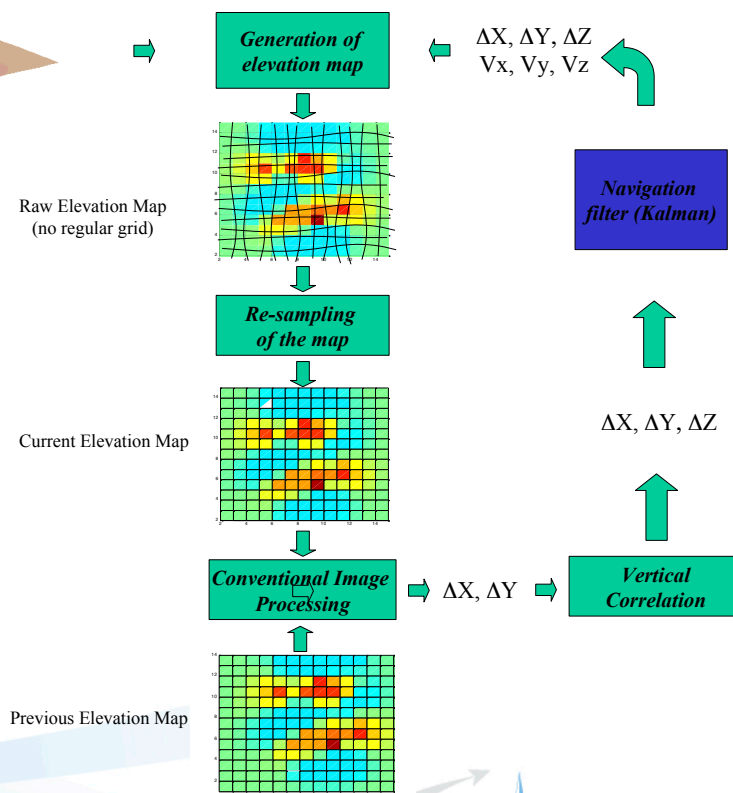 Generation of
elevation map
ΔX, ΔY, ΔZ
Vx, Vy, Vz
Raw Elevation Map
(no regular grid)
Navigation
filter (Kalman)
Re-sampling
of the map
Current Elevation Map
ΔX, ΔY, ΔZ
Conventional Image
Processing
ΔX, ΔY
Vertical
Correlation
Previous Elevation Map